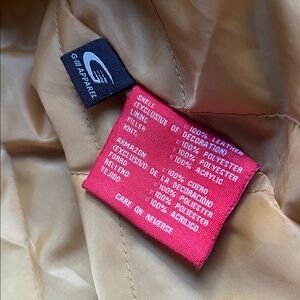 G-III APPAREL
SHELL : 100% LEATHER
(EXCLUSIVE OF DECORATION)
LINING : 100% POLYESTER
FILLER : 100% POLYESTER
KNIT: : 100% ACRYLIC
ARMAZON : 100% CUERO
(EXCLUSIVO DE LA DECORACION)
FORRO : 100% POLIESTER
RELLENO : 100% POLIESTER
TEJIDO : 100% ACRILICO
CARE ON REVERSE